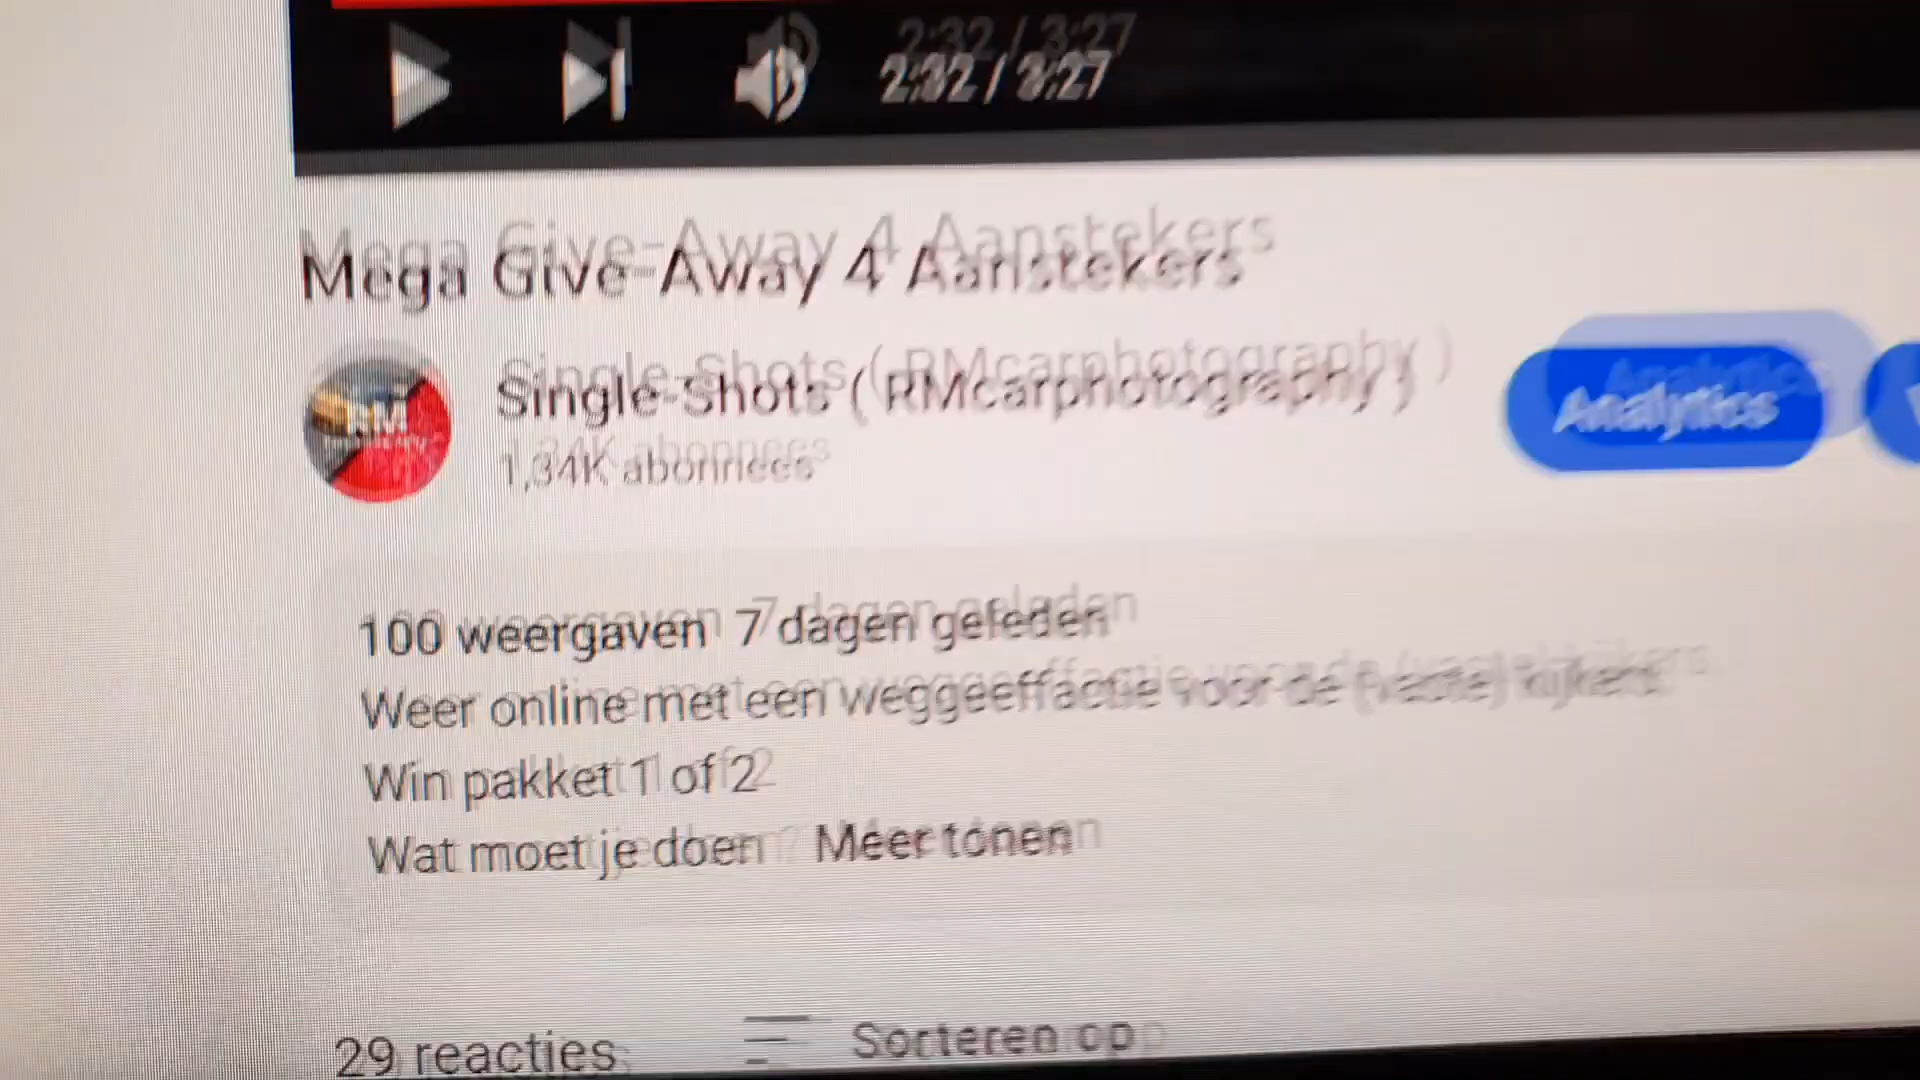 2:32 / 3:27
Mega Give-Away 4 Aanstekers
RM
Single-Shots ( RMcarphotography )
1,34K abonnees
Analytics
100 weergaven 7 dagen geleden
Weer online met een weggeeffactie voor de (vaste) kijkers
Win pakket 1 of 2
Wat moet je doen Meer tonen
29 reacties
Sorteren op